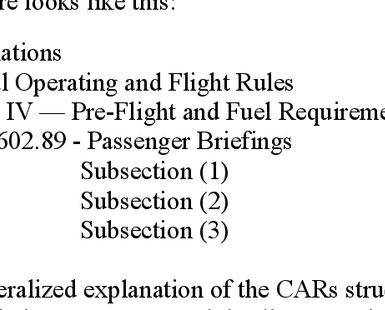 re looks like this:
ations
l Operating and Flight Rules
IV — Pre-Flight and Fuel Requireme
602.89 - Passenger Briefings
Subsection (1)
Subsection (2)
Subsection (3)
eralized explanation of the CARs struc